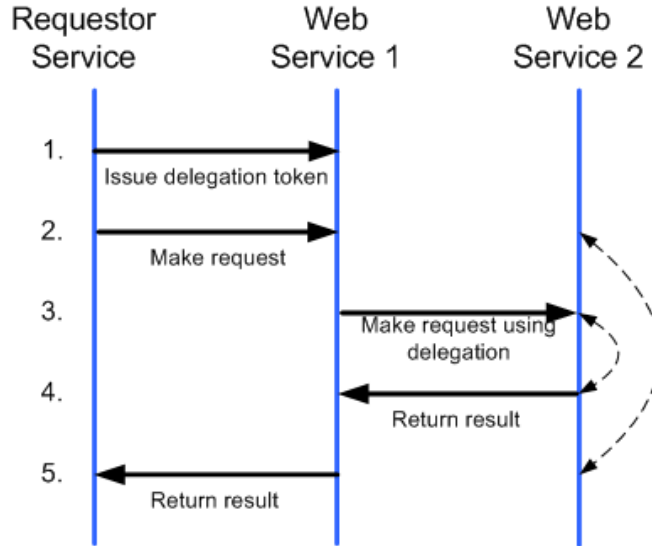 Requestor Service
Web Service 1
Web Service 2
1.
Issue delegation token
2.
Make request
3.
Make request using
delegation
4.
Return result
5.
Return result